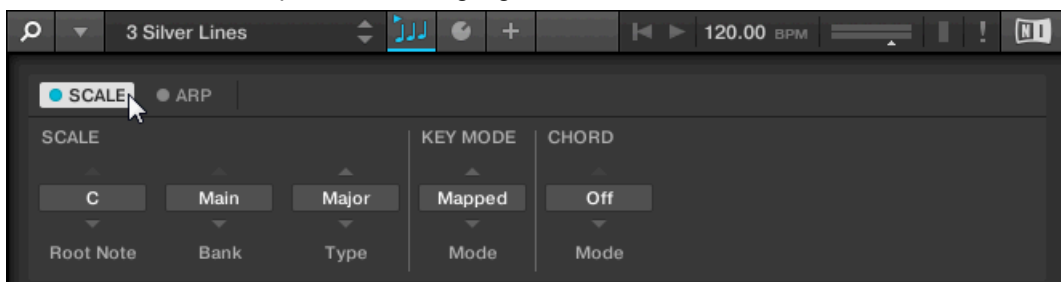 3 Silver Lines 120.00 BPM NI
SCALE ARP
SCALE KEY MODE CHORD
C Main Major Mapped Off
Root Note Bank Type Mode Mode